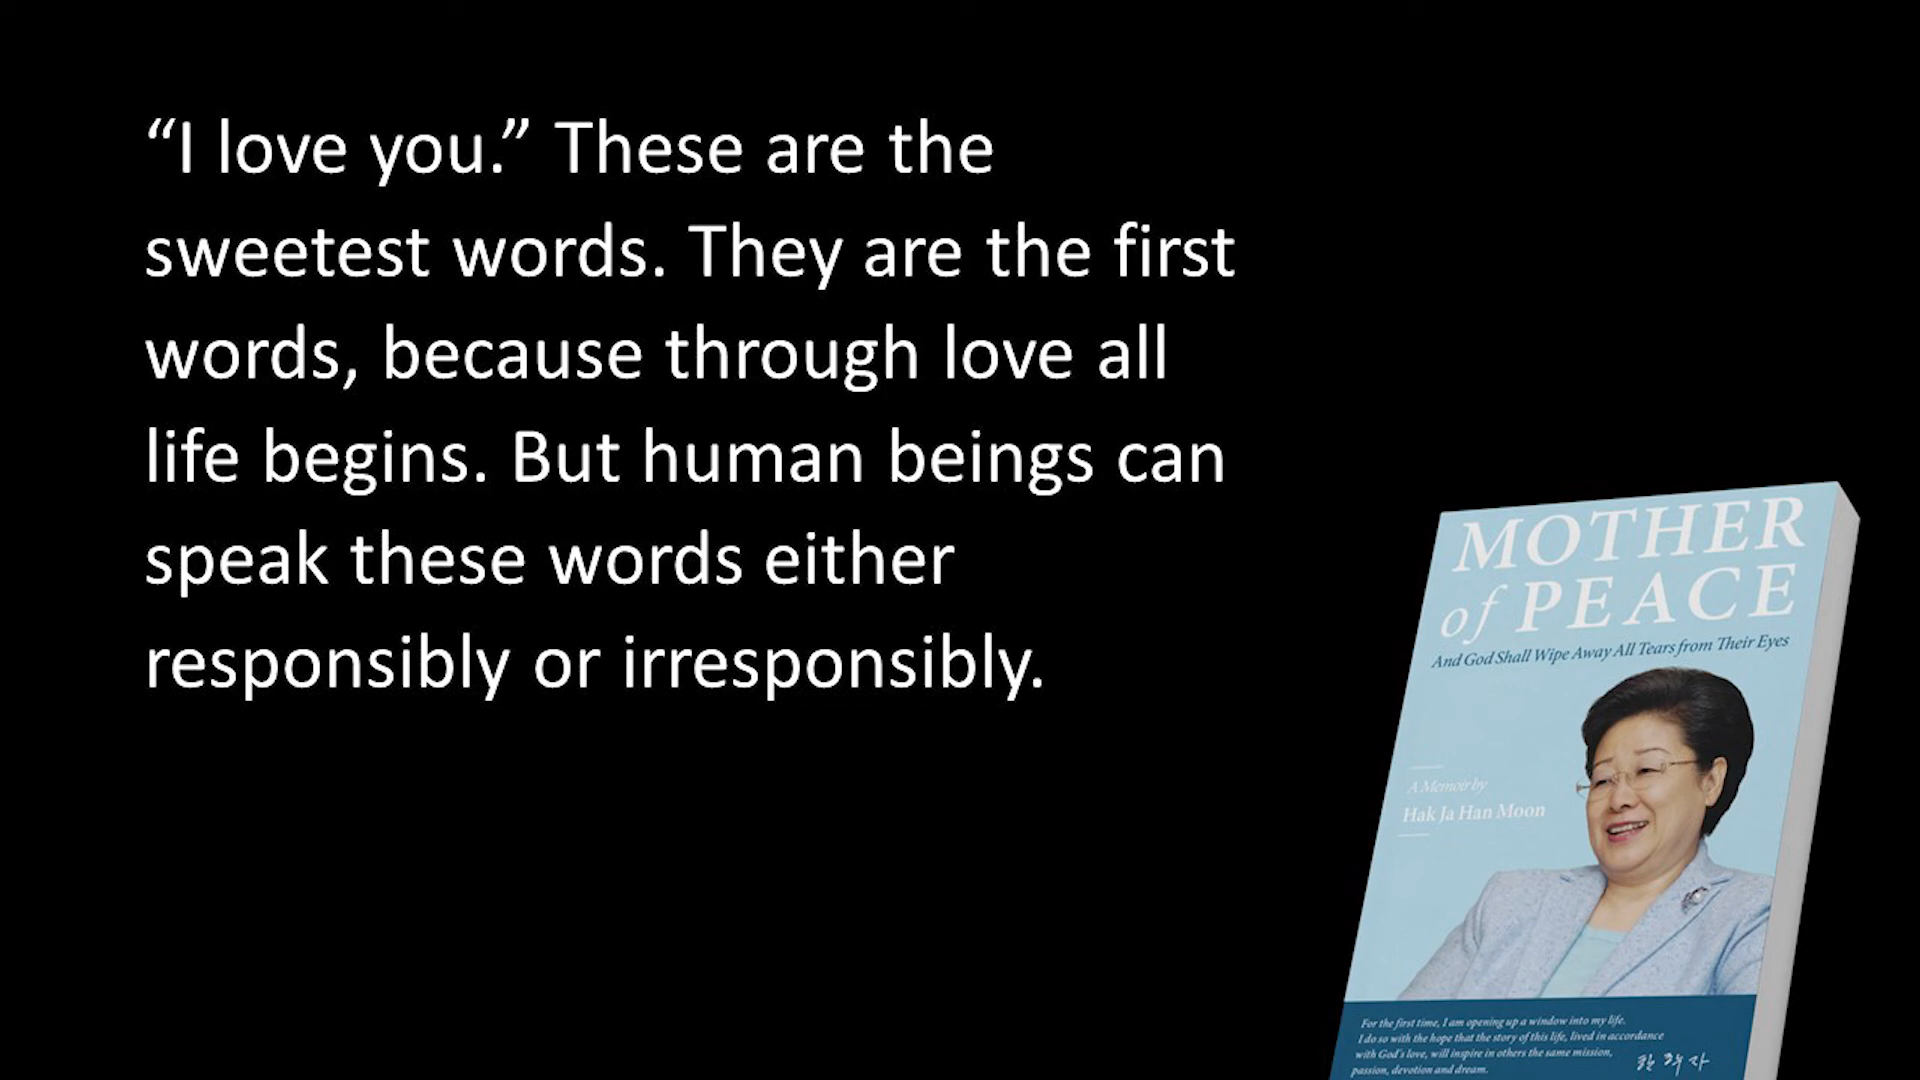 “I love you.” These are the
sweetest words. They are the first
words, because through love all
life begins. But human beings can
speak these words either
responsibly or irresponsibly.
MOTHER
of PEACE
And God Shall Wipe Away All Tears from Their Eyes
A Memoir by
Hak Ja Han Moon
For the first time, I am opening up a window into my life.
I do so with the hope that the story of this life, lived in accordance
with God's love, will inspire in others the same mission,
passion, devotion and dream.
한학자